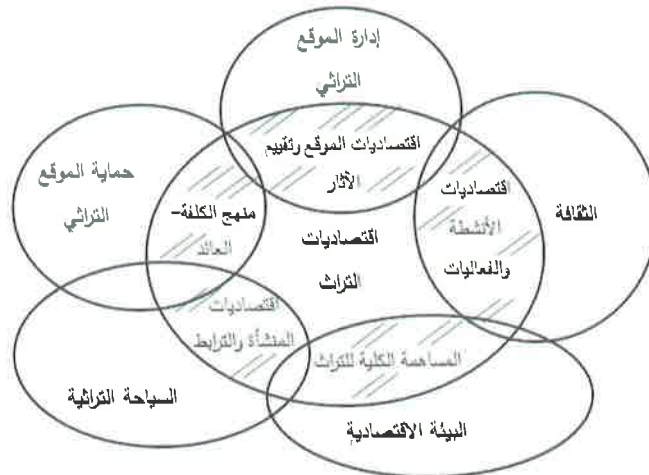 إدارة الموقع
التراثي
اقتصاديات الموقع وتقييم
الآثار
حماية الموقع
التراثي
منهج الكلفة-
العائد
اقتصاديات
التراث
اقتصاديات
الأنشطة
والفعاليات
الثقافة
اقتصاديات
المنشأة والترابط
المساهمة الكلية للتراث
السياحة التراثية
البيئة الاقتصادية